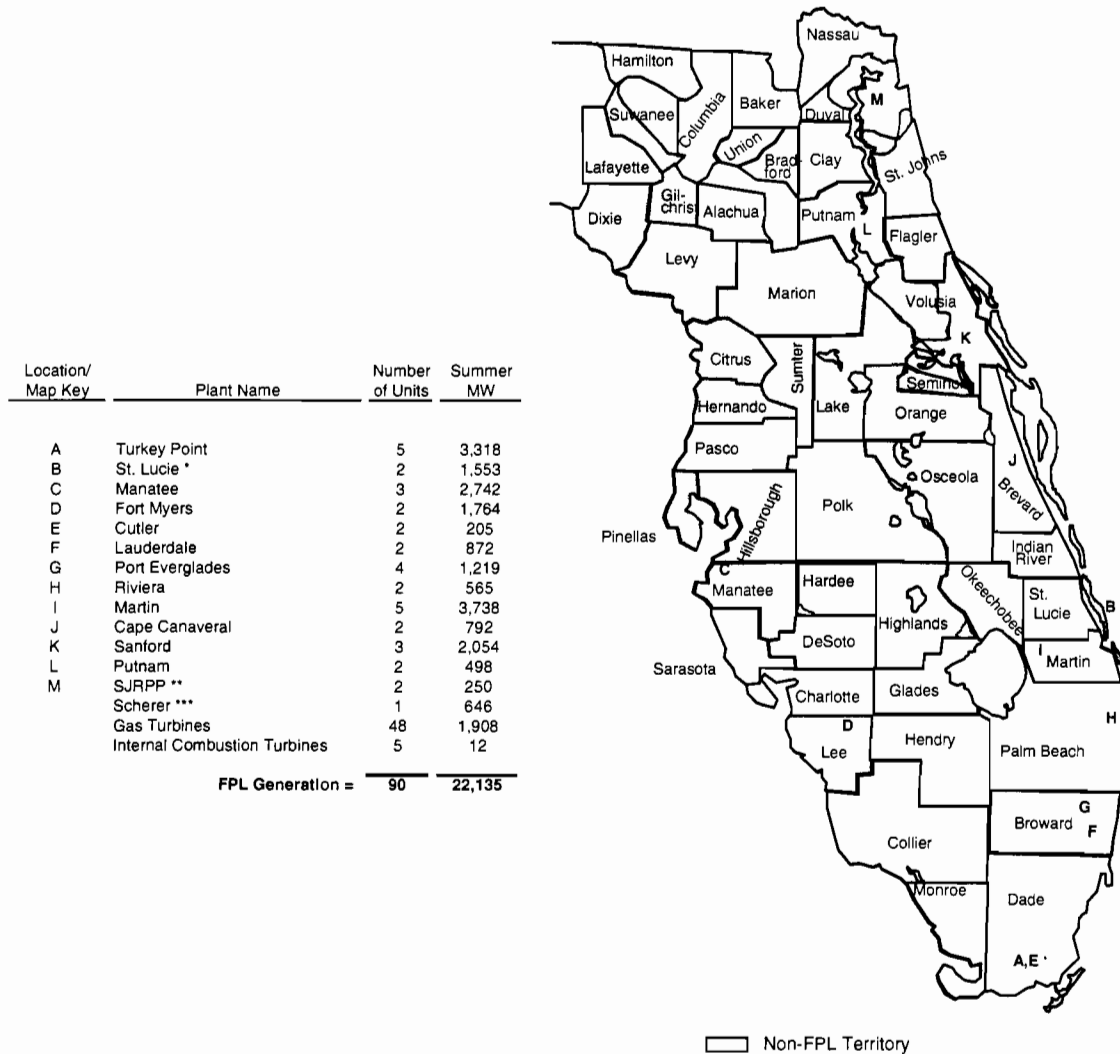 Location/ Map Key Plant Name Number of Units Summer MW
A Turkey Point 5 3,318
B St. Lucie * 2 1,553
C Manatee 3 2,742
D Fort Myers 2 1,764
E Cutler 2 205
F Lauderdale 2 872
G Port Everglades 4 1,219
H Riviera 2 565
I Martin 5 3,738
J Cape Canaveral 2 792
K Sanford 3 2,054
L Putnam 2 498
M SJRPP ** 2 250
Scherer *** 1 646
Gas Turbines 48 1,908
Internal Combustion Turbines 5 12
FPL Generation = 90 22,135
Nassau
Hamilton
Suwanee
Columbia
Baker
Duval
M
Lafayette
Union
Brad-
ford
Clay
St. Johns
Dixie
Gil-
christ
Alachua
Putnam
L
Flagler
Levy
Marion
Volusia
K
Citrus
Sumter
Lake
Seminol
Hernando
Orange
Pasco
J
Brevard
Osceola
Pinellas
Hillsborough
Polk
Indian
River
C
Manatee
Hardee
Okeechobee
St.
Lucie
B
Highlands
DeSoto
Sarasota
I
Martin
Charlotte
Glades
H
D
Lee
Hendry
Palm Beach
G
Broward
F
Collier
Monroe
Dade
A,E
Non-FPL Territory